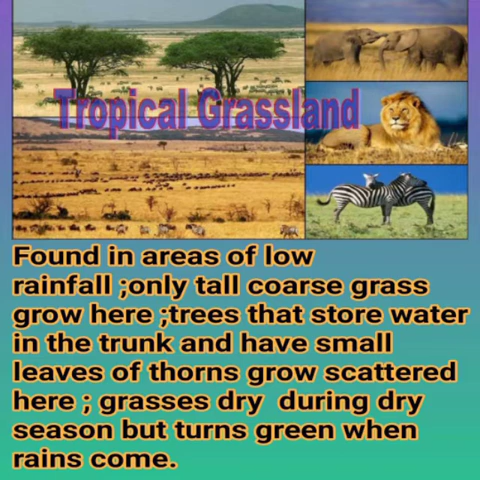 Tropical Grassland
Found in areas of low
rainfall ;only tall coarse grass
grow here ;trees that store water
in the trunk and have small
leaves of thorns grow scattered
here ; grasses dry during dry
season but turns green when
rains come.